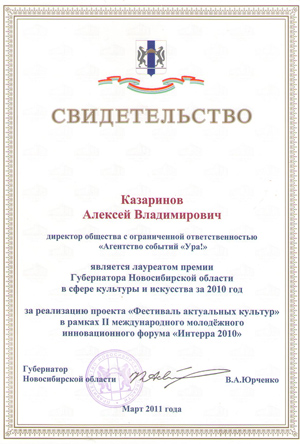 СВИДЕТЕЛЬСТВО
Казаринов
Алексей Владимирович
директор общества с ограниченной ответственностью
«Агентство событий «Ура!»
является лауреатом премии
Губернатора Новосибирской области
в сфере культуры и искусства за 2010 год
за реализацию проекта «Фестиваль актуальных культур»
в рамках II международного молодёжного
инновационного форума «Интерра 2010»
Губернатор
Новосибирской области
В.А.Юрченко
Март 2011 года